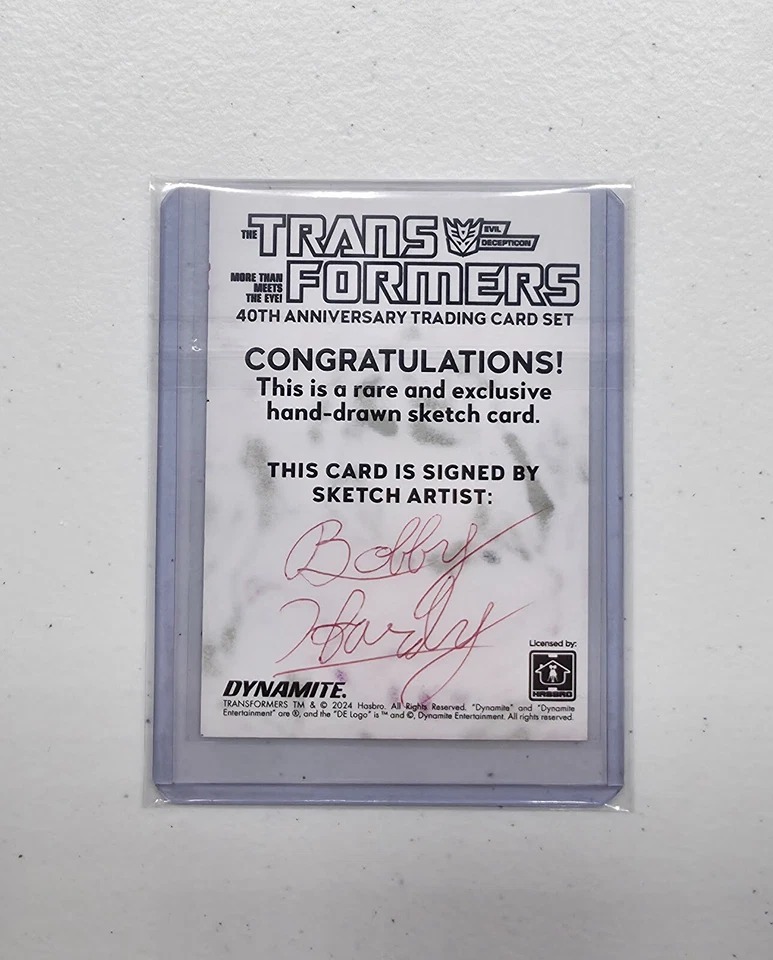 THE TRANS EVIL DECEPTICON
MORE THAN MEETS THE EYE! FORMERS
40TH ANNIVERSARY TRADING CARD SET
CONGRATULATIONS!
This is a rare and exclusive
hand-drawn sketch card.
THIS CARD IS SIGNED BY
SKETCH ARTIST:
Bobby
Hardy
Licensed by:
HASBRO
DYNAMITE.
TRANSFORMERS TM & © 2024 Hasbro. All Rights Reserved. "Dynamite" and "Dynamite
Entertainment" are ®, and the "DE Logo" is ™ and ©, Dynamite Entertainment. All rights reserved.